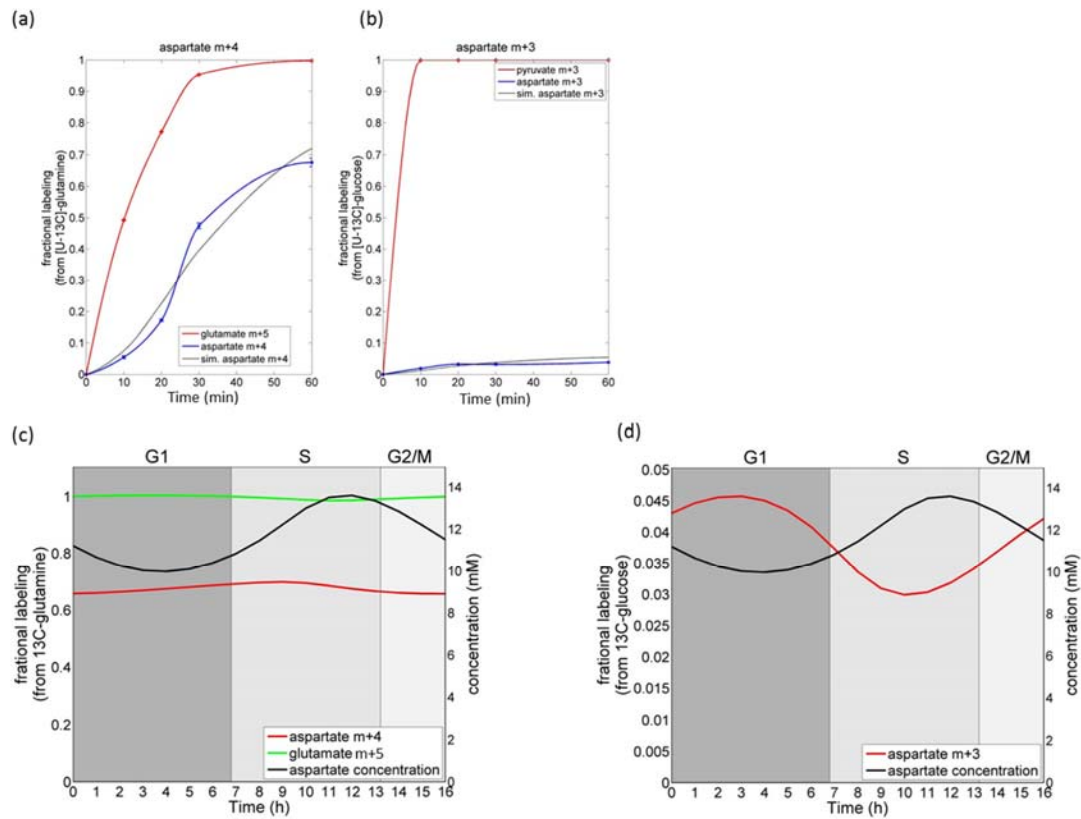 (a)
aspartate m+4
fractional labeling
(from [U-13C]-glutamine)
1
0.9
0.8
0.7
0.6
0.5
0.4
0.3
0.2
0.1
0
glutamate m+5
aspartate m+4
sim. aspartate m+4
0 10 20 30 40 50 60
Time (min)
(b)
aspartate m+3
fractional labeling
(from [U-13C]-glucose)
1
0.9
0.8
0.7
0.6
0.5
0.4
0.3
0.2
0.1
0
pyruvate m+3
aspartate m+3
sim. aspartate m+3
0 10 20 30 40 50 60
Time (min)
(c)
G1 S G2/M
frational labeling
(from 13C-glutamine)
1
0.8
0.6
0.4
0.2
0
14
12
10
8
6
4
2
0
concentration (mM)
aspartate m+4
glutamate m+5
aspartate concentration
0 1 2 3 4 5 6 7 8 9 10 11 12 13 14 15 16
Time (h)
(d)
G1 S G2/M
frational labeling
(from 13C-glucose)
0.05
0.045
0.04
0.035
0.03
0.025
0.02
0.015
0.01
0.005
0
14
12
10
8
6
4
2
0
concentration (mM)
aspartate m+3
aspartate concentration
0 1 2 3 4 5 6 7 8 9 10 11 12 13 14 15 16
Time (h)